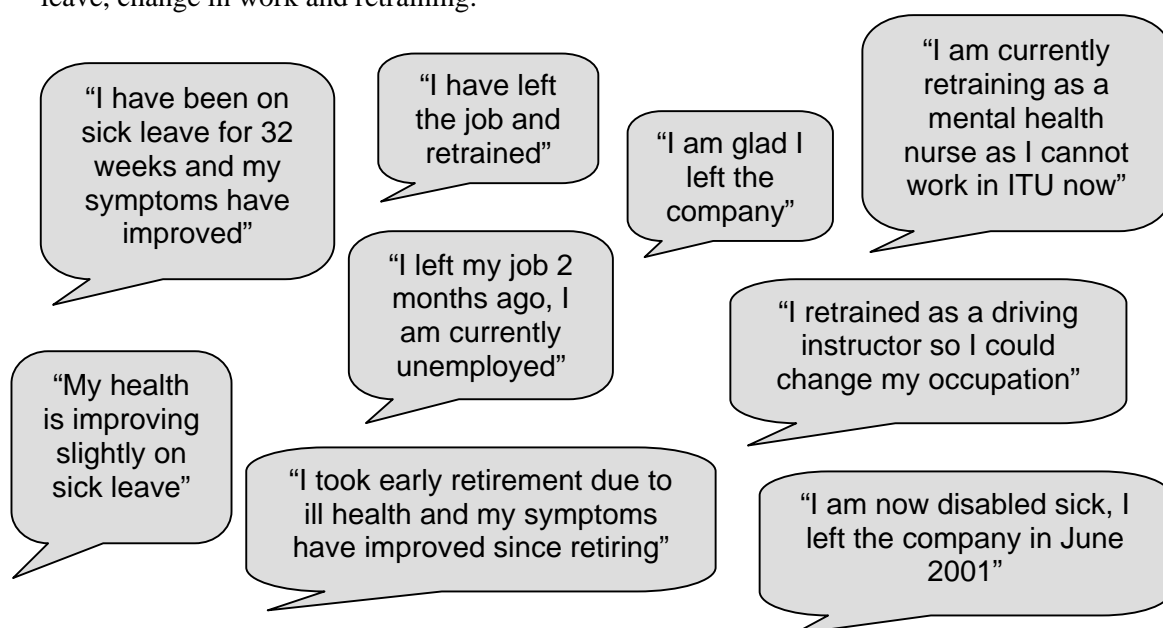 leave, change in work and retraining.
“I have been on
sick leave for 32
weeks and my
symptoms have
improved”
“I have left
the job and
retrained”
“I am glad I
left the
company”
“I am currently
retraining as a
mental health
nurse as I cannot
work in ITU now”
“I left my job 2
months ago, I
am currently
unemployed”
“I retrained as a driving
instructor so I could
change my occupation”
“My health
is improving
slightly on
sick leave”
“I took early retirement due to
ill health and my symptoms
have improved since retiring”
“I am now disabled sick, I
left the company in June
2001”